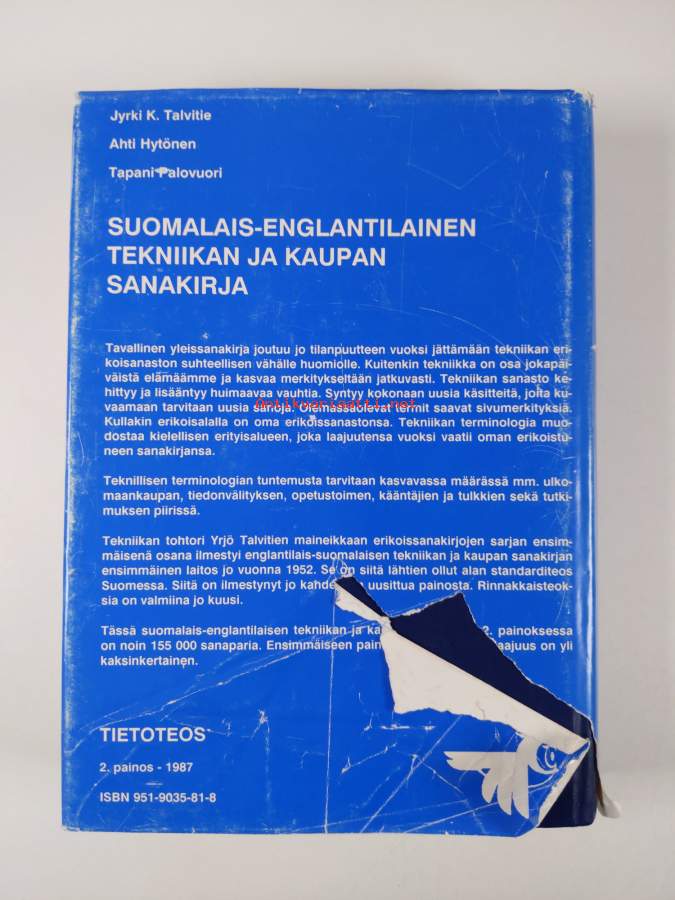 Jyrki K. Talvitie
Ahti Hytönen
Tapani Palovuori
SUOMALAIS-ENGLANTILAINEN
TEKNIIKAN JA KAUPAN
SANAKIRJA
Tavallinen yleissanakirja joutuu jo tilanpuutteen vuoksi jättämään tekniikan eri-
koisanaston suhteellisen vähälle huomiolle. Kuitenkin tekniikka on osa jokapäi-
väistä elämäämme ja kasvaa merkitykseltään jatkuvasti. Tekniikan sanasto ke-
hittyy ja lisääntyy huimaavaa vauhtia. Syntyy kokonaan uusia käsitteitä, joita ku-
vaamaan tarvitaan uusia sanoja. Olemassaolevat termit saavat sivumerkityksiä.
Antikvariaatti.net
Kullakin erikoisalalla on oma erikoissanastonsa. Tekniikan terminologia muo-
dostaa kielellisen erityisalueen, joka laajuutensa vuoksi vaatii oman erikoistu-
neen sanakirjansa.
Teknillisen terminologian tuntemusta tarvitaan kasvavassa määrässä mm. ulko-
maankaupan, tiedonvälityksen, opetustoimen, kääntäjien ja tulkkien sekä tutki-
muksen piirissä.
Tekniikan tohtori Yrjö Talvitien maineikkaan erikoissanakirjojen sarjan ensim-
mäisenä osana ilmestyi englantilais-suomalaisen tekniikan ja kaupan sanakirjan
ensimmäinen laitos jo vuonna 1952. Se on siitä lähtien ollut alan standarditeos
Suomessa. Siitä on ilmestynyt jo uusittua painosta. Rinnakkaisteok-
sia on valmiina jo kuusi.
Tässä suomalais-englantilaisen tekniikan ja 2. painoksessa
on noin 155 000 sanaparia. Ensimmäiseen on yli
kaksinkertainen.
TIETOTEOS
2. painos - 1987
ISBN 951-9035-81-8